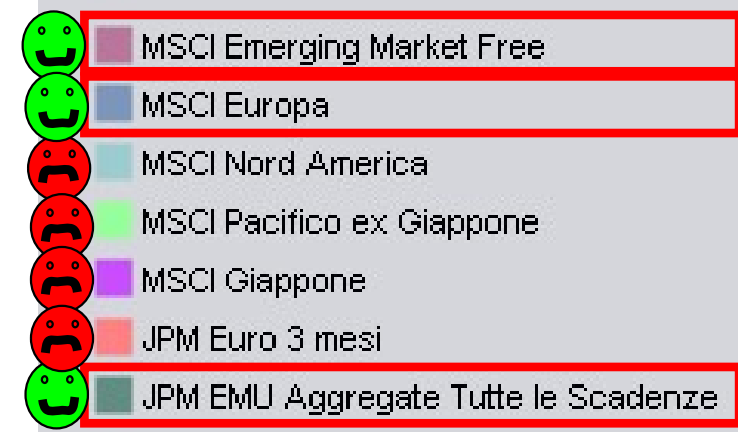 MSCI Emerging Market Free
MSCI Europa
MSCI Nord America
MSCI Pacifico ex Giappone
MSCI Giappone
JPM Euro 3 mesi
JPM EMU Aggregate Tutte le Scadenze